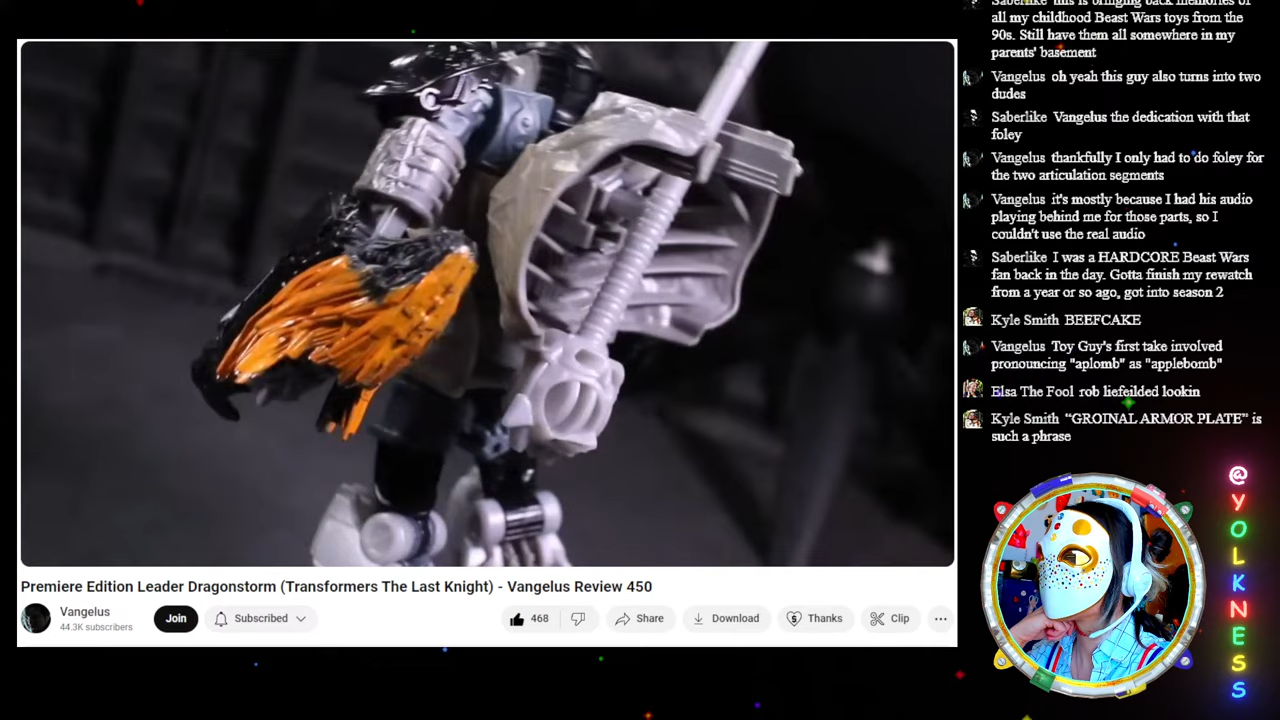 Saberlike this is bringing back memories of
all my childhood Beast Wars toys from the
90s. Still have them all somewhere in my
parents' basement
Vangelus oh yeah this guy also turns into two
dudes
Saberlike Vangelus the dedication with that
foley
Vangelus thankfully I only had to do foley for
the two articulation segments
Vangelus it's mostly because I had his audio
playing behind me for those parts, so I
couldn't use the real audio
Saberlike I was a HARDCORE Beast Wars
fan back in the day. Gotta finish my rewatch
from a year or so ago, got into season 2
Kyle Smith BEEFCAKE
Vangelus Toy Guy's first take involved
pronouncing "aplomb" as "applebomb"
Elsa The Fool rob liefeilded lookin
Kyle Smith “GROINAL ARMOR PLATE” is
such a phrase
Premiere Edition Leader Dragonstorm (Transformers The Last Knight) - Vangelus Review 450
Vangelus
44.3K subscribers
Join
Subscribed
468
Share
Download
Thanks
Clip
@YOLKNESS